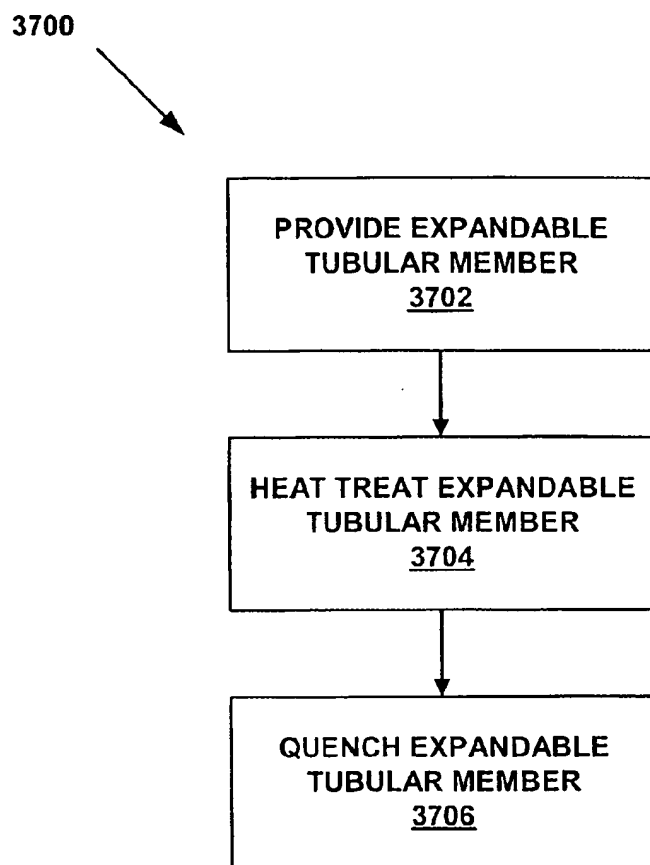 3700
PROVIDE EXPANDABLE
TUBULAR MEMBER
3702
HEAT TREAT EXPANDABLE
TUBULAR MEMBER
3704
QUENCH EXPANDABLE
TUBULAR MEMBER
3706